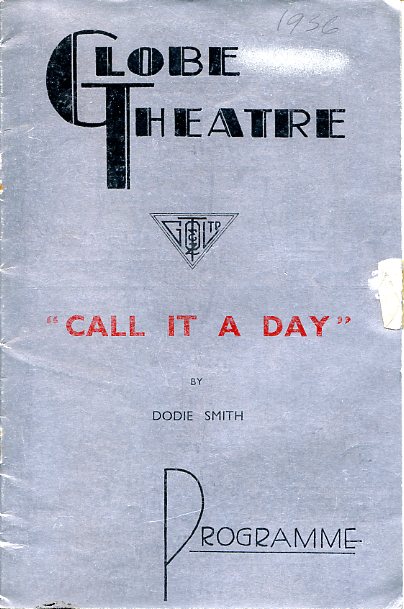 1936
GLOBE
THEATRE
"CALL IT A DAY"
BY
DODIE SMITH
PROGRAMME